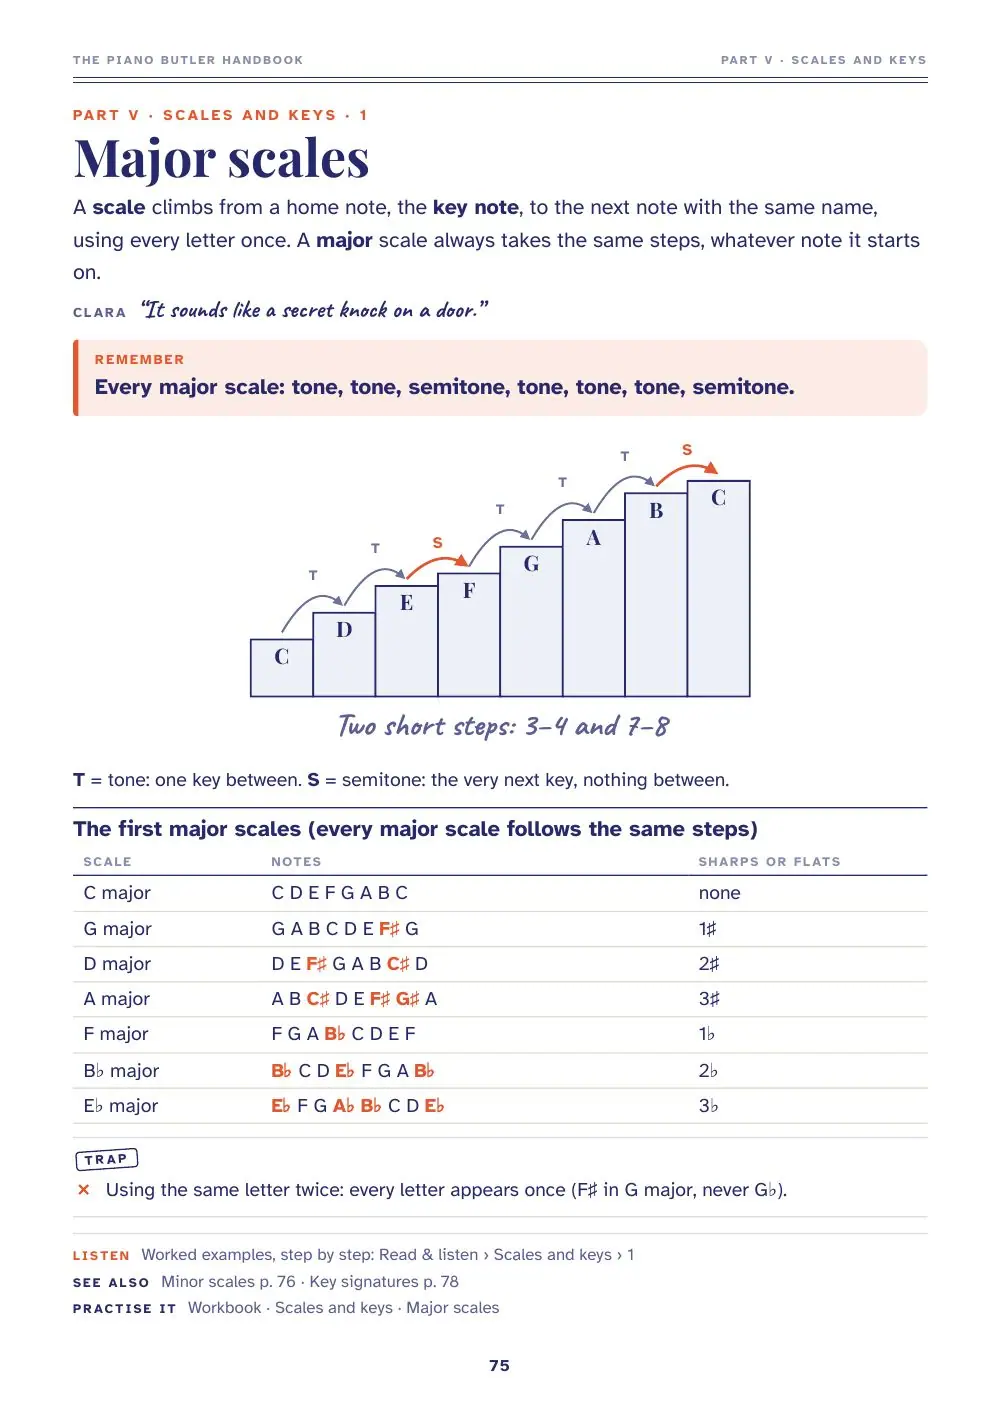 THE PIANO BUTLER HANDBOOK
PART V · SCALES AND KEYS
PART V · SCALES AND KEYS · 1
Major scales
A scale climbs from a home note, the key note, to the next note with the same name,
using every letter once. A major scale always takes the same steps, whatever note it starts
on.
CLARA “It sounds like a secret knock on a door.”
REMEMBER
Every major scale: tone, tone, semitone, tone, tone, tone, semitone.
T T S T T T S
C D E F G A B C
Two short steps: 3–4 and 7–8
T = tone: one key between. S = semitone: the very next key, nothing between.
The first major scales (every major scale follows the same steps)
SCALE NOTES SHARPS OR FLATS
C major C D E F G A B C none
G major G A B C D E F♯ G 1♯
D major D E F♯ G A B C♯ D 2♯
A major A B C♯ D E F♯ G♯ A 3♯
F major F G A B♭ C D E F 1♭
B♭ major B♭ C D E♭ F G A B♭ 2♭
E♭ major E♭ F G A♭ B♭ C D E♭ 3♭
TRAP
✕ Using the same letter twice: every letter appears once (F♯ in G major, never G♭).
LISTEN Worked examples, step by step: Read & listen › Scales and keys › 1
SEE ALSO Minor scales p. 76 · Key signatures p. 78
PRACTISE IT Workbook · Scales and keys · Major scales
75